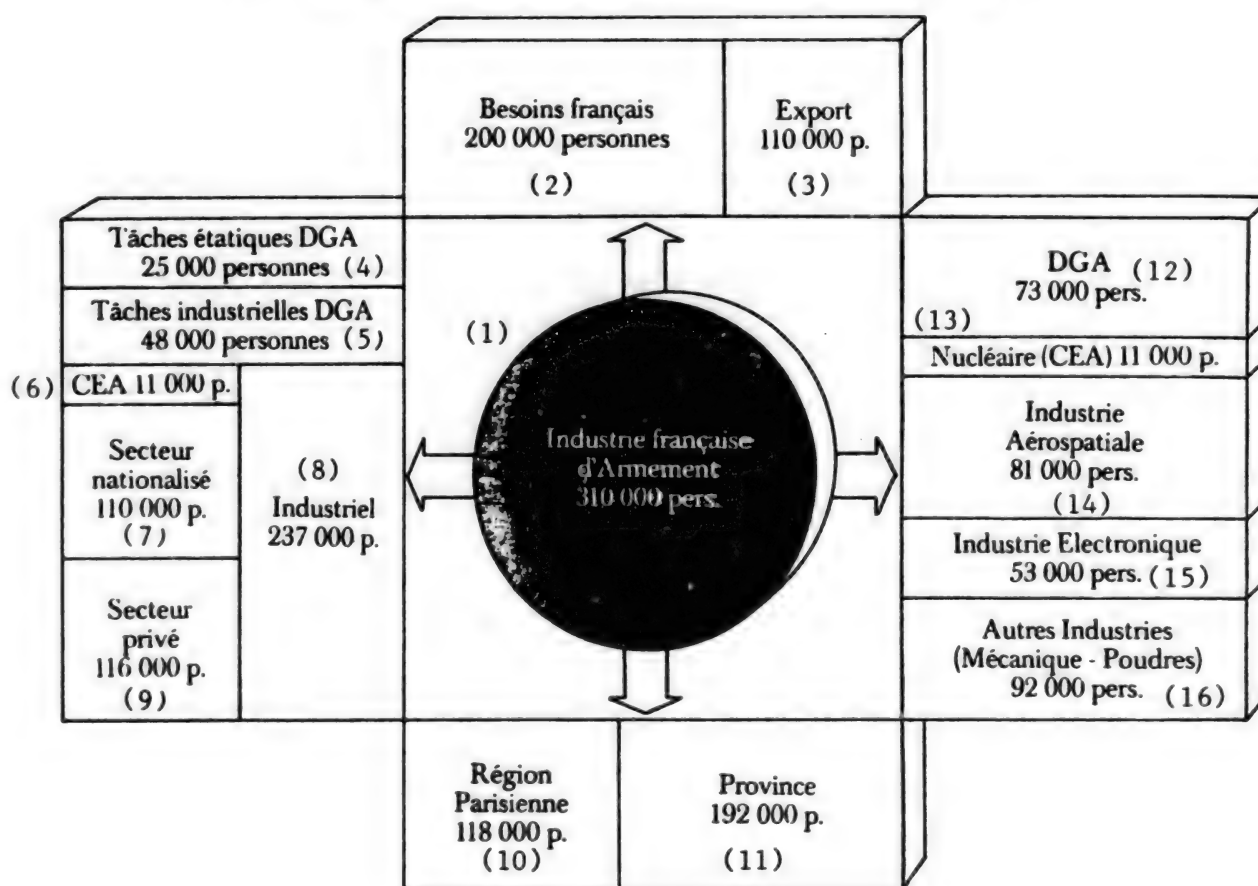 Besoins français
200 000 personnes
(2)
Export
110 000 p.
(3)
Tâches étatiques DGA
25 000 personnes (4)
Tâches industrielles DGA
48 000 personnes (5)
(6)
CEA 11 000 p.
Secteur
nationalisé
110 000 p.
(7)
(8)
Industriel
237 000 p.
Secteur
privé
116 000 p.
(9)
(1)
Industrie française
d'Armement
310 000 pers.
DGA (12)
73 000 pers.
(13)
Nucléaire (CEA) 11 000 p.
Industrie
Aérospatiale
81 000 pers.
(14)
Industrie Electronique
53 000 pers. (15)
Autres Industries
(Mécanique - Poudres)
92 000 pers. (16)
Région
Parisienne
118 000 p.
(10)
Province
192 000 p.
(11)